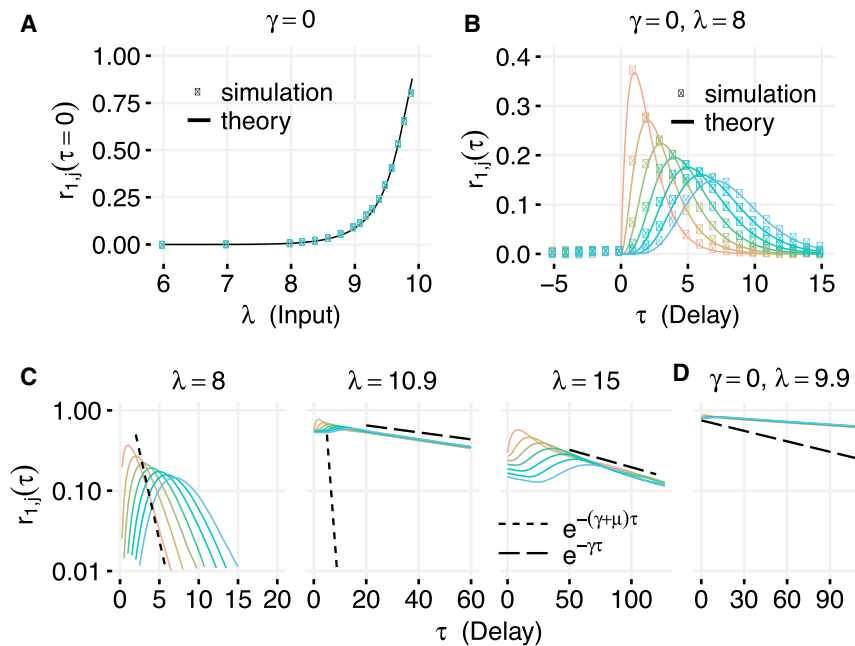 A
γ = 0
r1,j(τ = 0)
1.00
0.75
0.50
0.25
0.00
simulation
theory
6 7 8 9 10
λ (Input)
B
γ = 0, λ = 8
r1,j(τ)
0.4
0.3
0.2
0.1
0.0
simulation
theory
−5 0 5 10 15
τ (Delay)
C
λ = 8
λ = 10.9
λ = 15
D
γ = 0, λ = 9.9
r1,j(τ)
1.00
0.10
0.01
e−(γ+μ)τ
e−γτ
0 5 10 15 20
0 20 40 60
0 50 100
0 30 60 90
τ (Delay)